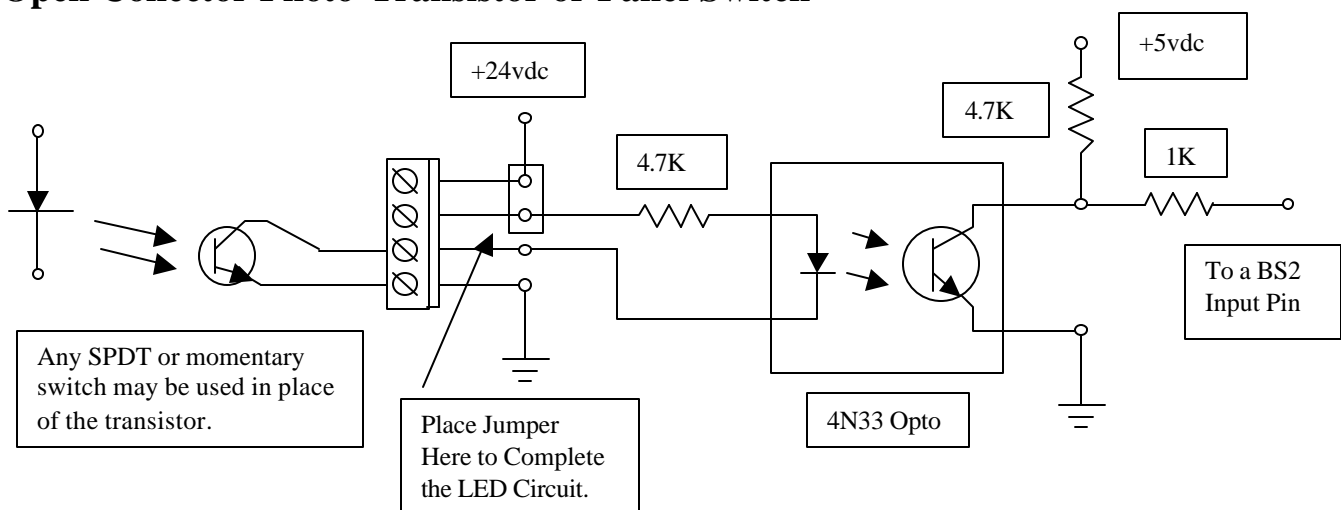 Open Collector Photo-Transistor or Panel Switch
+5vdc
+24vdc
4.7K
4.7K
1K
To a BS2
Input Pin
Any SPDT or momentary
switch may be used in place
of the transistor.
Place Jumper
Here to Complete
the LED Circuit.
4N33 Opto